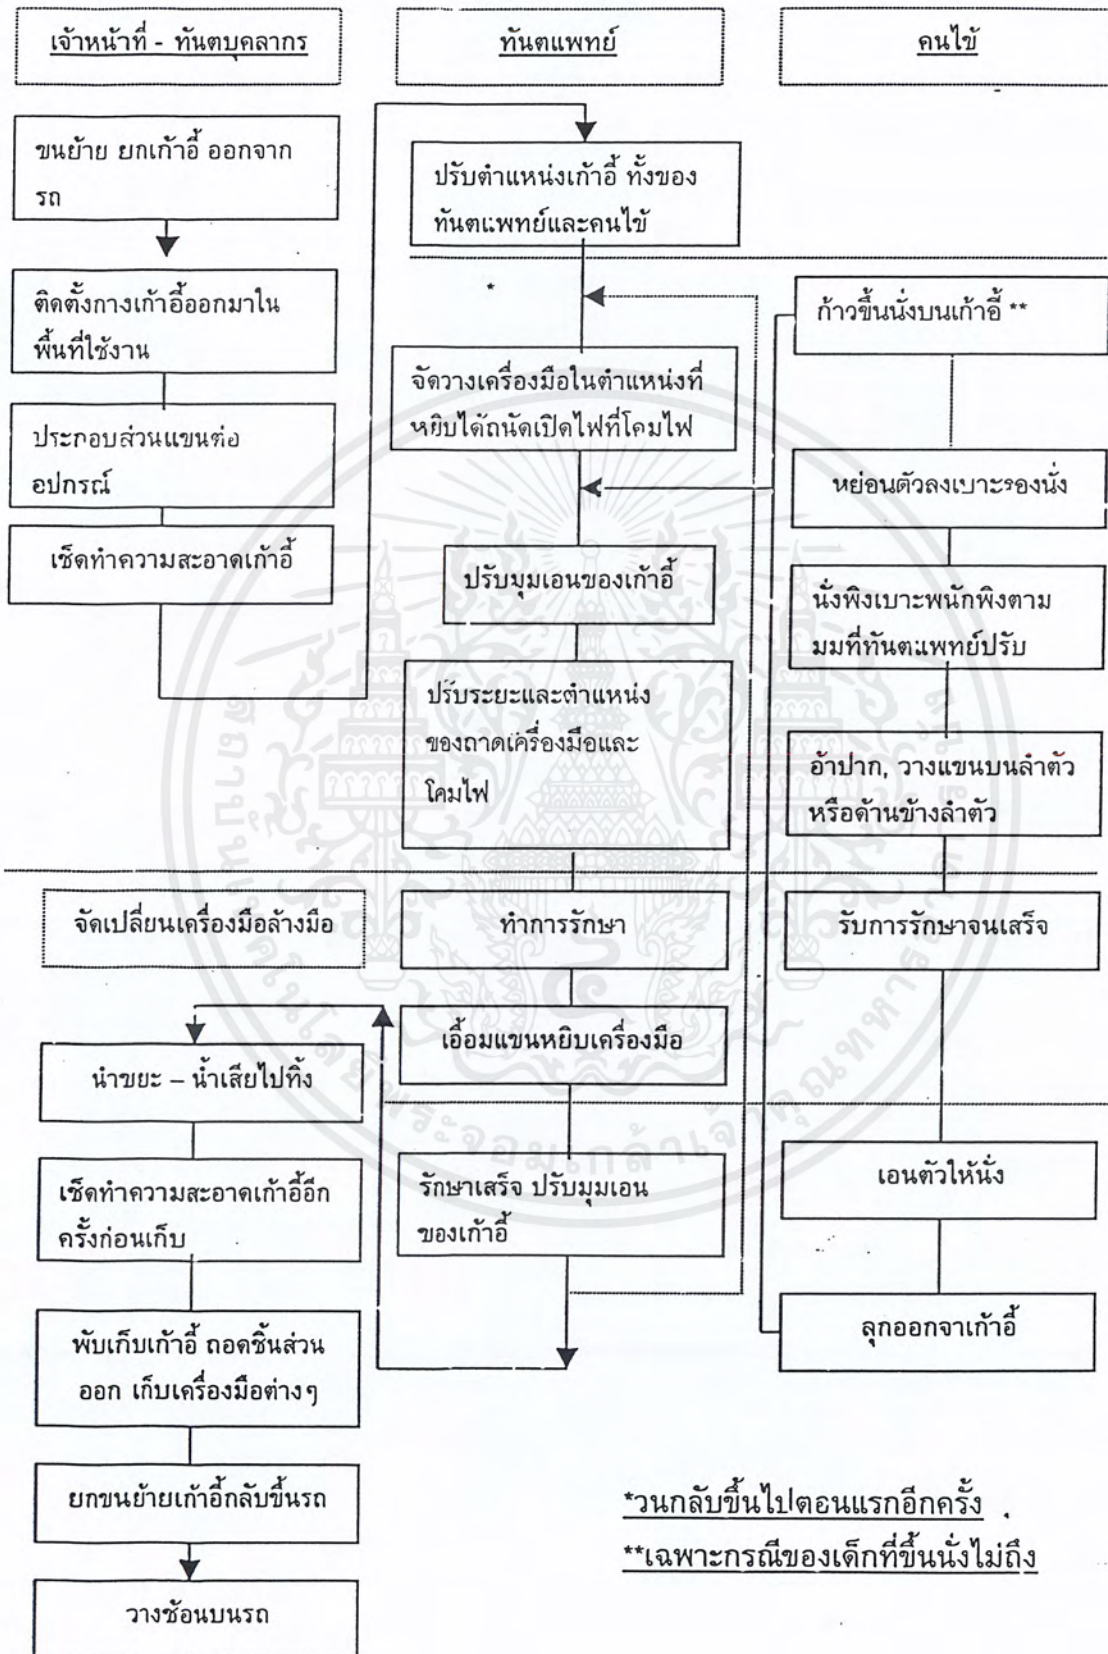 เจ้าหน้าที่ - ทันตบุคลากร
ขนย้าย ยกเก้าอี้ ออกจาก
รถ
ติดตั้งกางเก้าอี้ออกมาใน
พื้นที่ใช้งาน
ประกอบส่วนแขนต่อ
อุปกรณ์
เช็ดทำความสะอาดเก้าอี้
จัดเปลี่ยนเครื่องมือล้างมือ
นำขยะ – น้ำเสียไปทิ้ง
เช็ดทำความสะอาดเก้าอี้อีก
ครั้งก่อนเก็บ
พับเก็บเก้าอี้ ถอดชิ้นส่วน
ออก เก็บเครื่องมือต่างๆ
ยกขนย้ายเก้าอี้กลับขึ้นรถ
วางซ้อนบนรถ
ทันตแพทย์
ปรับตำแหน่งเก้าอี้ ทั้งของ
ทันตแพทย์และคนไข้
*
จัดวางเครื่องมือในตำแหน่งที่
หยิบได้ถนัดเปิดไฟที่โคมไฟ
ปรับมุมเอนของเก้าอี้
ปรับระยะและตำแหน่ง
ของถาดเครื่องมือและ
โคมไฟ
ทำการรักษา
เอื้อมแขนหยิบเครื่องมือ
รักษาเสร็จ ปรับมุมเอน
ของเก้าอี้
คนไข้
ก้าวขึ้นนั่งบนเก้าอี้ **
หย่อนตัวลงเบาะรองนั่ง
นั่งพิงเบาะพนักพิงตาม
มุมที่ทันตแพทย์ปรับ
อ้าปาก, วางแขนบนลำตัว
หรือด้านข้างลำตัว
รับการรักษาจนเสร็จ
เอนตัวให้นั่ง
ลุกออกจาเก้าอี้
*วนกลับขึ้นไปตอนแรกอีกครั้ง
**เฉพาะกรณีของเด็กที่ขึ้นนั่งไม่ถึง